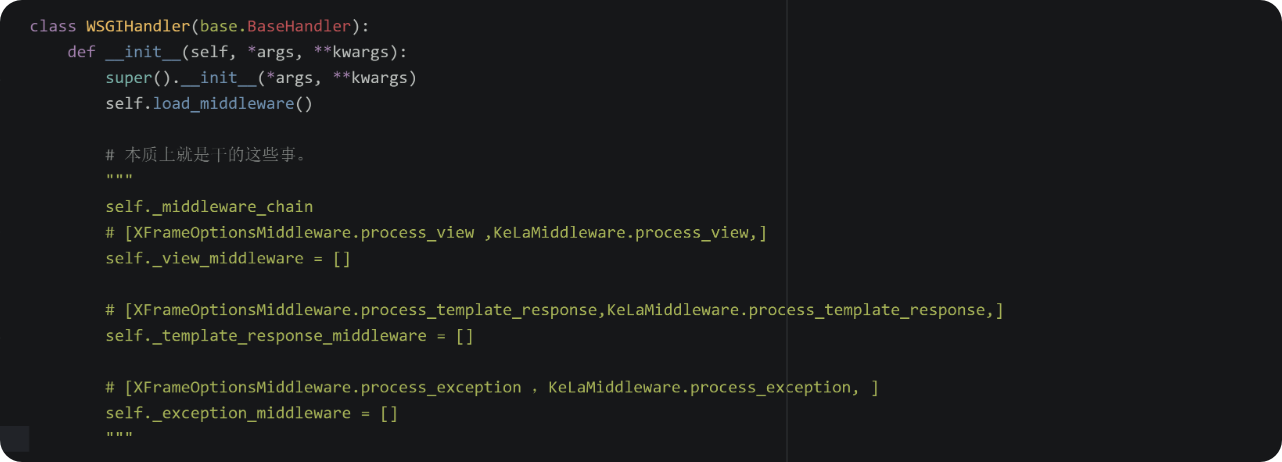 class WSGIHandler(base.BaseHandler):
    def __init__(self, *args, **kwargs):
        super().__init__(*args, **kwargs)
        self.load_middleware()

        # 本质上就是干的这些事。
        """
        self._middleware_chain
        # [XFrameOptionsMiddleware.process_view ,KeLaMiddleware.process_view,]
        self._view_middleware = []

        # [XFrameOptionsMiddleware.process_template_response,KeLaMiddleware.process_template_response,]
        self._template_response_middleware = []

        # [XFrameOptionsMiddleware.process_exception ，KeLaMiddleware.process_exception, ]
        self._exception_middleware = []
        """